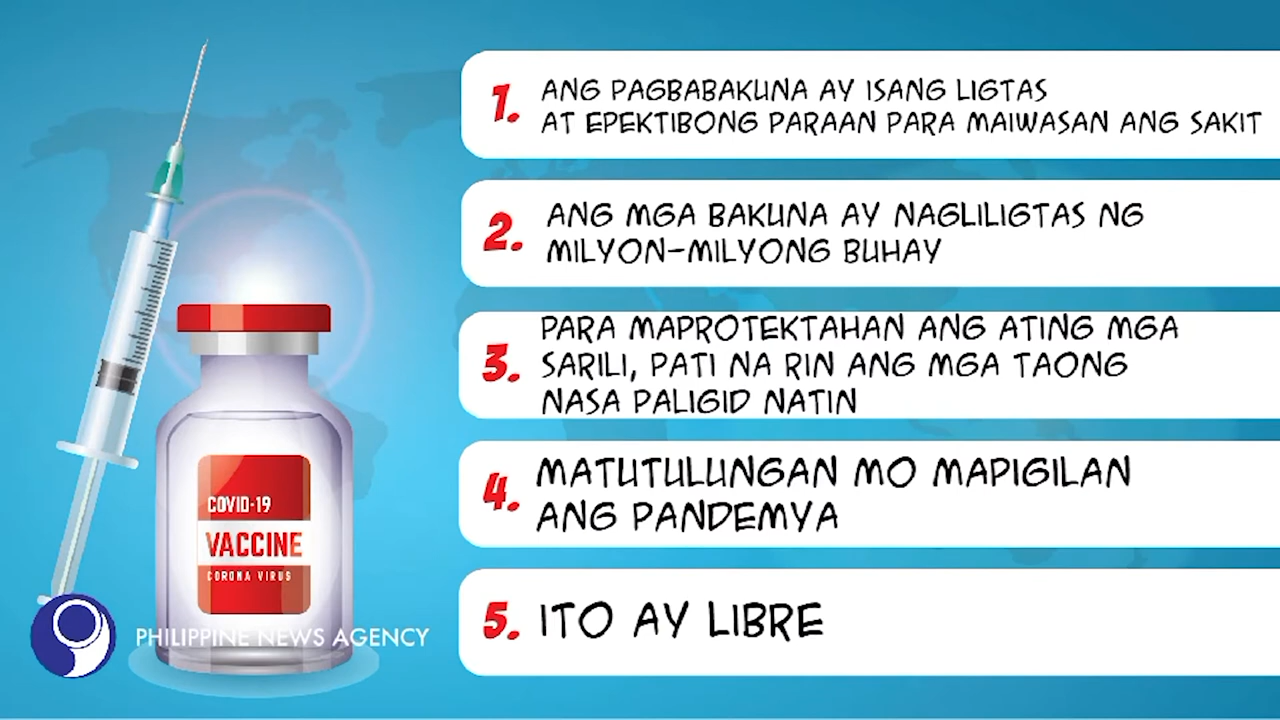 1. ANG PAGBABAKUNA AY ISANG LIGTAS
AT EPEKTIBONG PARAAN PARA MAIWASAN ANG SAKIT
2. ANG MGA BAKUNA AY NAGLILIGTAS NG
MILYON-MILYONG BUHAY
3. PARA MAPROTEKTAHAN ANG ATING MGA
SARILI, PATI NA RIN ANG MGA TAONG
NASA PALIGID NATIN
4. MATUTULUNGAN MO MAPIGILAN
ANG PANDEMYA
5. ITO AY LIBRE
COVID-19
VACCINE
CORONA VIRUS
PHILIPPINE NEWS AGENCY